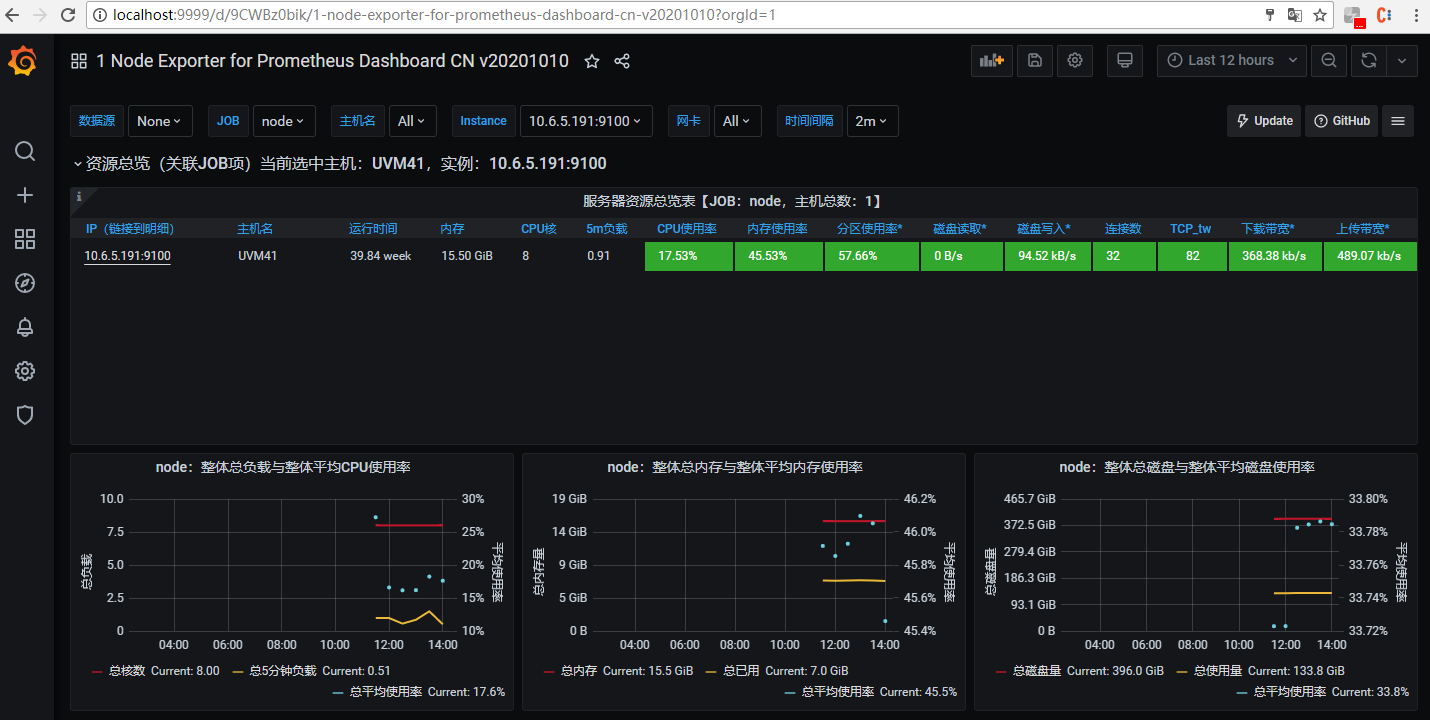 localhost:9999/d/9CWBz0bik/1-node-exporter-for-prometheus-dashboard-cn-v20201010?orgId=1
1 Node Exporter for Prometheus Dashboard CN v20201010
Last 12 hours
数据源 None JOB node 主机名 All Instance 10.6.5.191:9100 网卡 All 时间间隔 2m Update GitHub
资源总览（关联JOB项）当前选中主机：UVM41，实例：10.6.5.191:9100
服务器资源总览表【JOB：node，主机总数：1】
IP（链接到明细） 主机名 运行时间 内存 CPU核 5m负载 CPU使用率 内存使用率 分区使用率* 磁盘读取* 磁盘写入* 连接数 TCP_tw 下载带宽* 上传带宽*
10.6.5.191:9100 UVM41 39.84 week 15.50 GiB 8 0.91 17.53% 45.53% 57.66% 0 B/s 94.52 kB/s 32 82 368.38 kb/s 489.07 kb/s
node：整体总负载与整体平均CPU使用率
总负载
10.0
7.5
5.0
2.5
0
30%
25%
20%
15%
10%
平均使用率
04:00 06:00 08:00 10:00 12:00 14:00
总核数 Current: 8.00 总5分钟负载 Current: 0.51
总平均使用率 Current: 17.6%
node：整体总内存与整体平均内存使用率
总内存量
19 GiB
14 GiB
9 GiB
5 GiB
0 B
46.2%
46.0%
45.8%
45.6%
45.4%
平均使用率
04:00 06:00 08:00 10:00 12:00 14:00
总内存 Current: 15.5 GiB 总已用 Current: 7.0 GiB
总平均使用率 Current: 45.5%
node：整体总磁盘与整体平均磁盘使用率
总磁盘量
465.7 GiB
372.5 GiB
279.4 GiB
186.3 GiB
93.1 GiB
0 B
33.80%
33.78%
33.76%
33.74%
33.72%
平均使用率
04:00 06:00 08:00 10:00 12:00 14:00
总磁盘量 Current: 396.0 GiB 总使用量 Current: 133.8 GiB
总平均使用率 Current: 33.8%